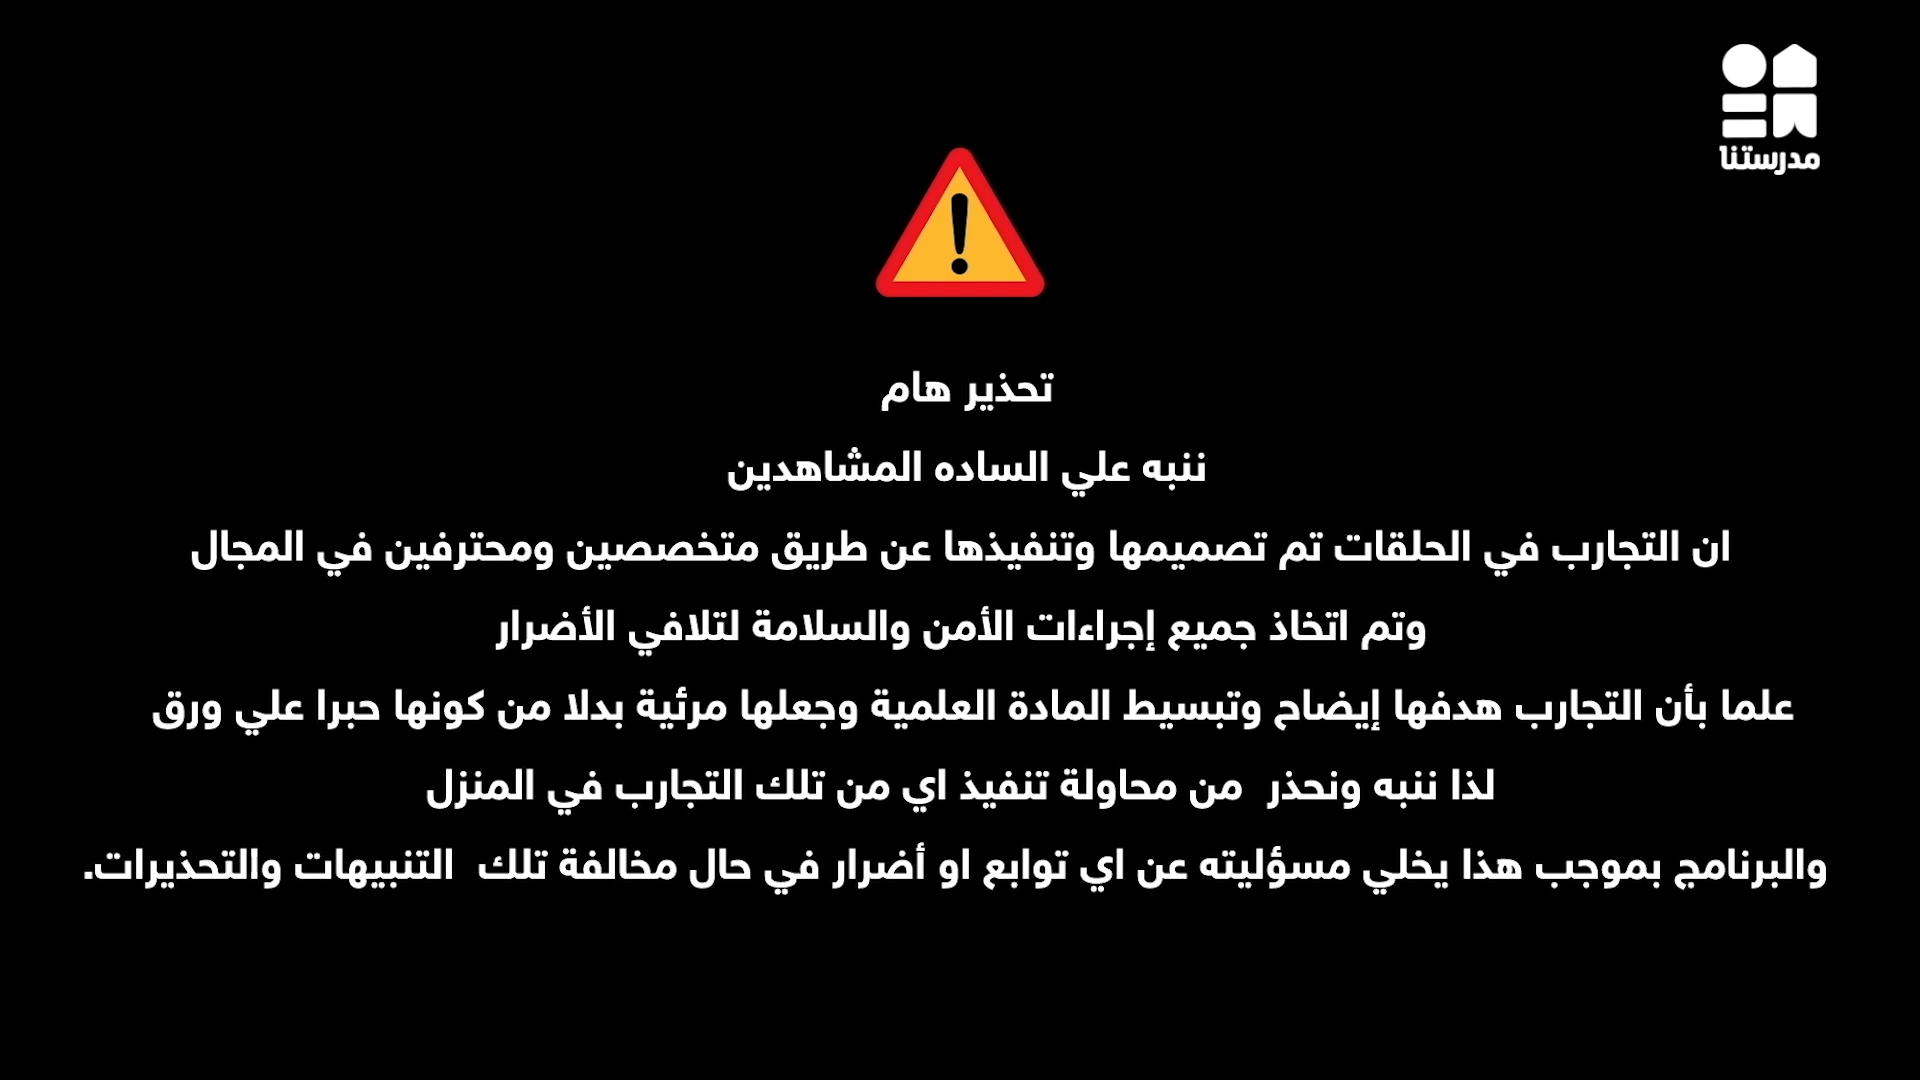 مدرستنا
تحذير هام
ننبه علي الساده المشاهدين
ان التجارب في الحلقات تم تصميمها وتنفيذها عن طريق متخصصين ومحترفين في المجال
وتم اتخاذ جميع إجراءات الأمن والسلامة لتلافي الأضرار
علما بأن التجارب هدفها إيضاح وتبسيط المادة العلمية وجعلها مرئية بدلا من كونها حبرا علي ورق
لذا ننبه ونحذر من محاولة تنفيذ اي من تلك التجارب في المنزل
والبرنامج بموجب هذا يخلي مسؤليته عن اي توابع او أضرار في حال مخالفة تلك التنبيهات والتحذيرات.